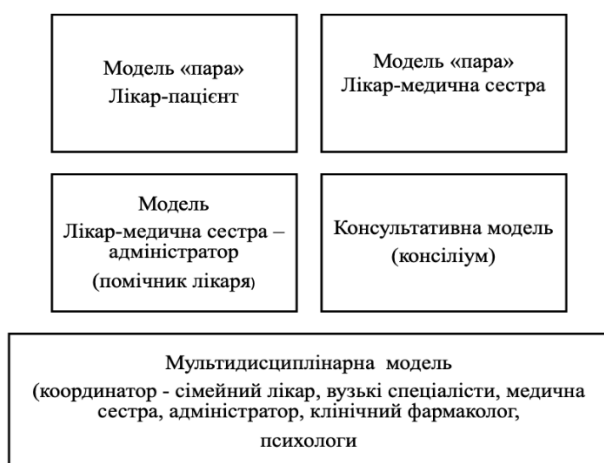 Модель «пара»
Лікар-пацієнт
Модель «пара»
Лікар-медична сестра
Модель
Лікар-медична сестра –
адміністратор
(помічник лікаря)
Консультативна модель
(консіліум)
Мультидисциплінарна модель
(координатор - сімейний лікар, вузькі спеціалісти, медична
сестра, адміністратор, клінічний фармаколог,
психологи